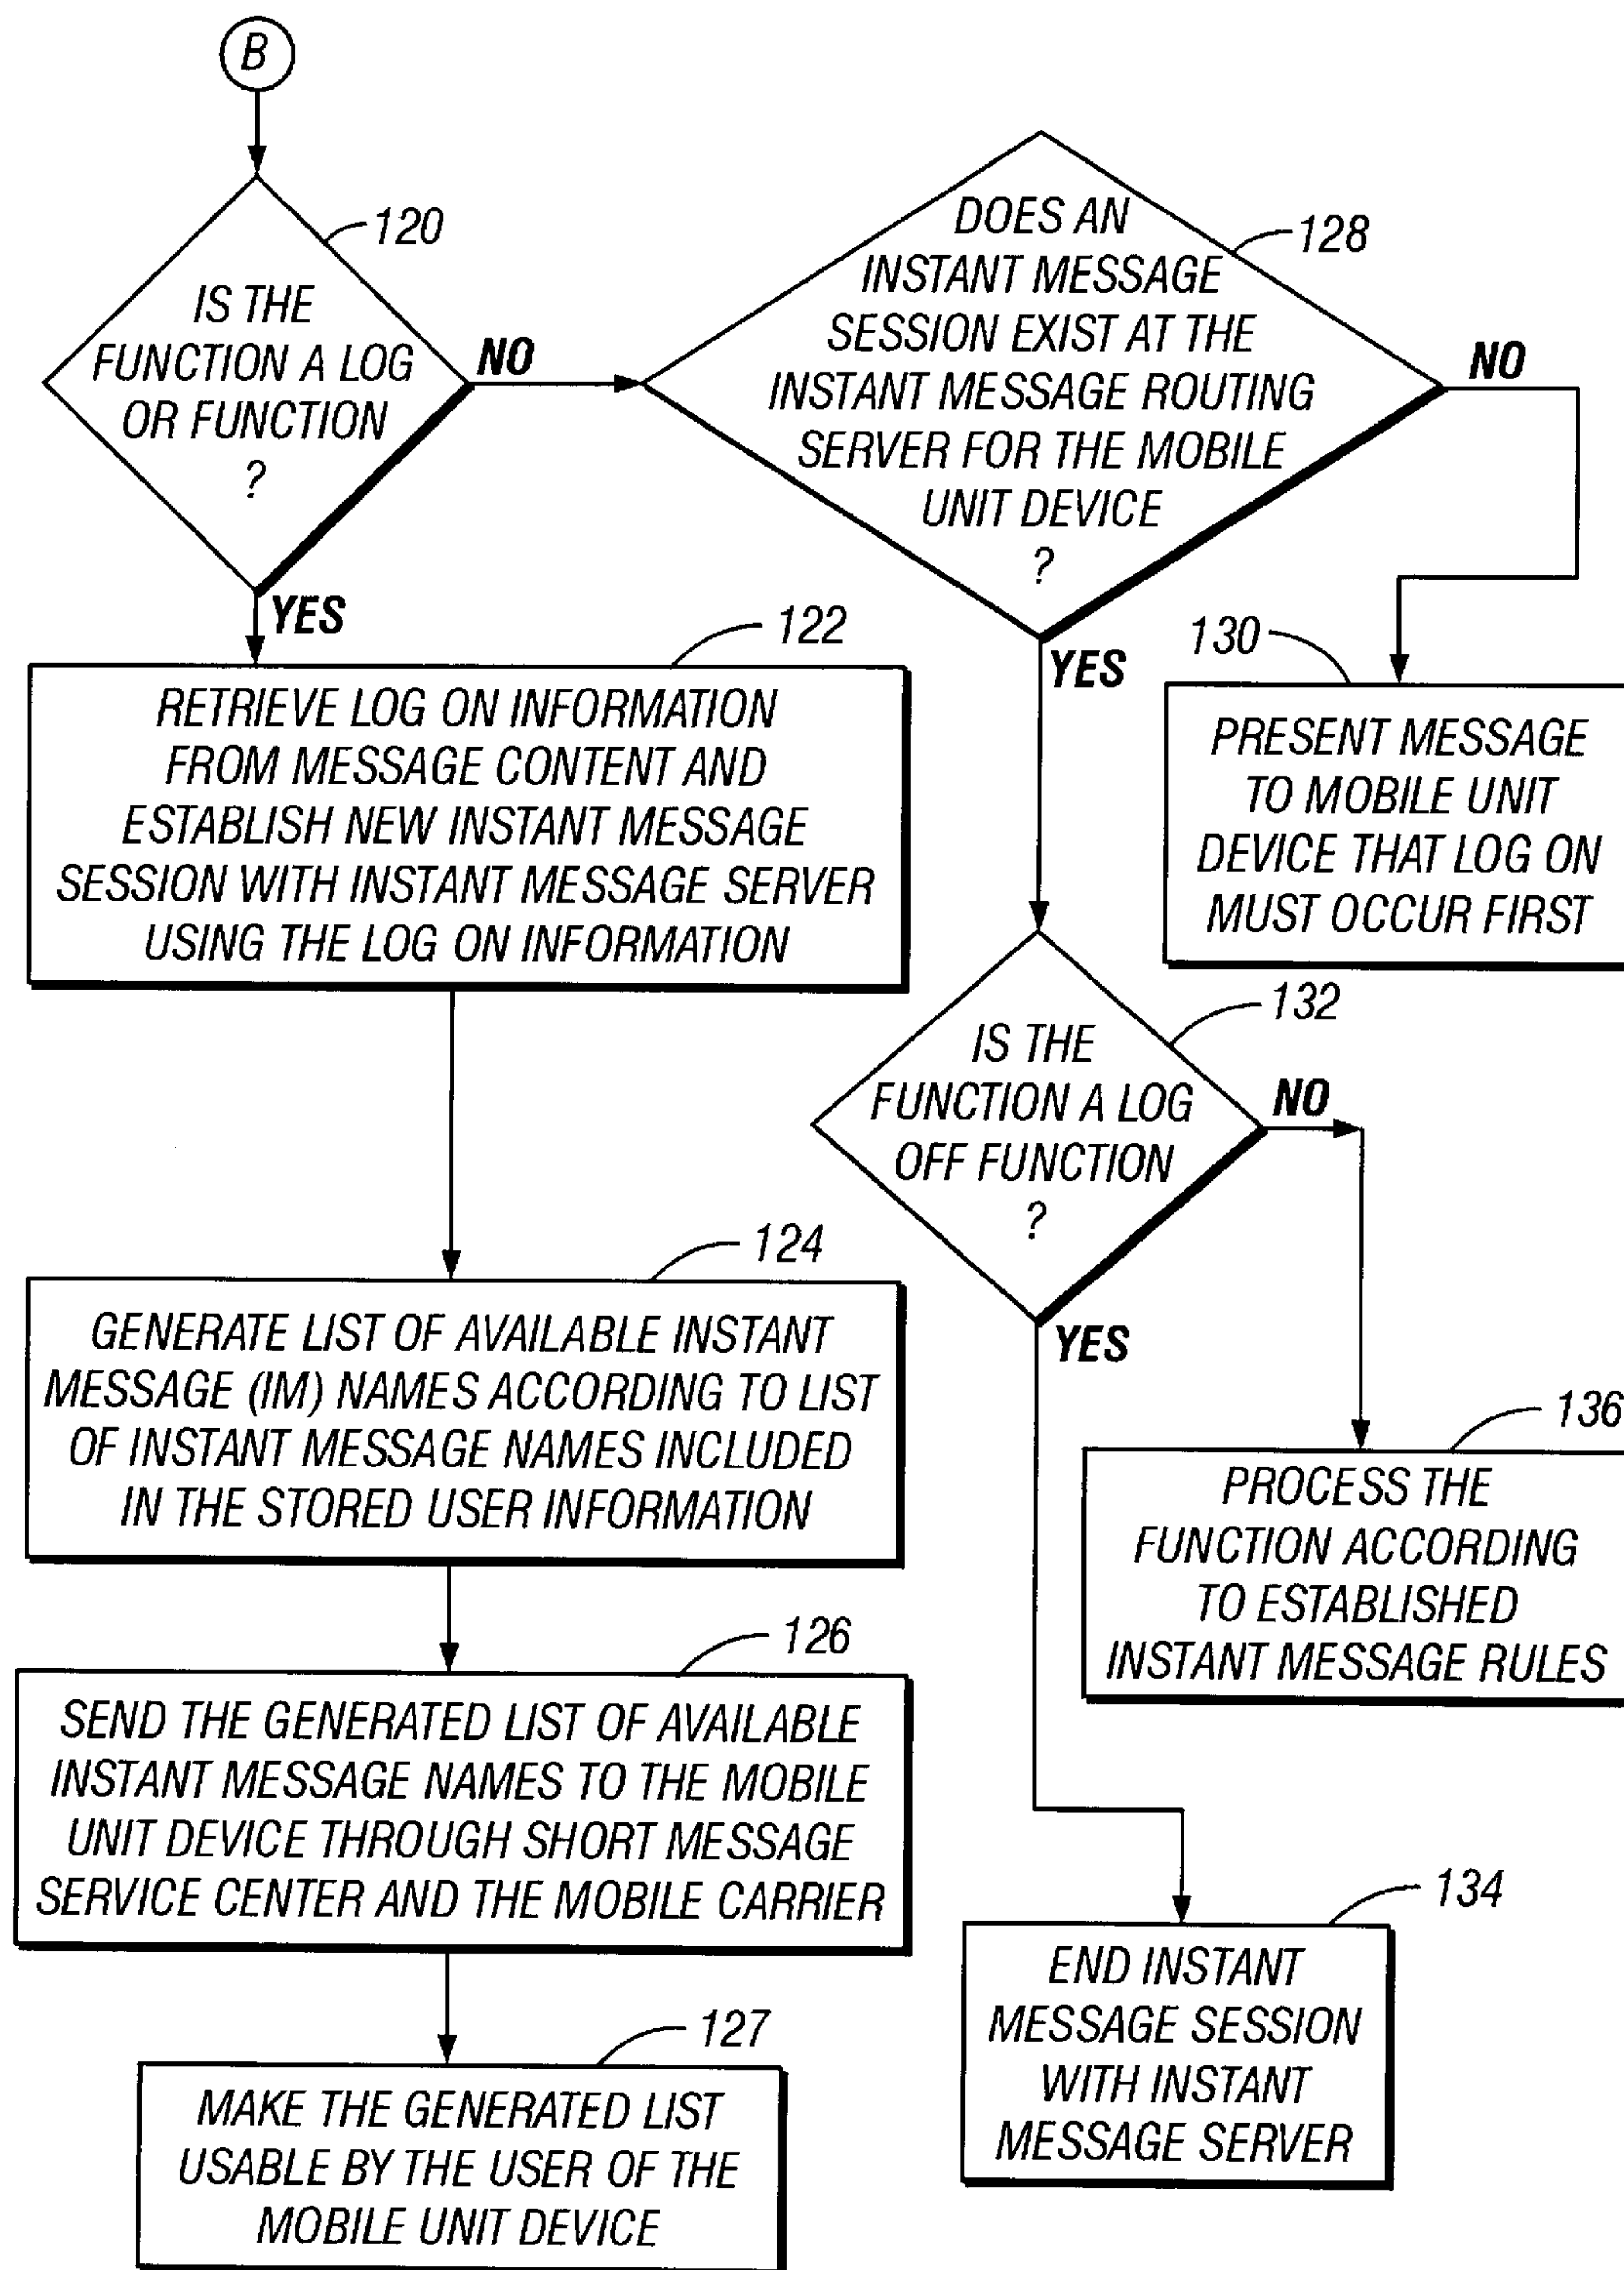 B
120
IS THE
FUNCTION A LOG
OR FUNCTION
?
NO
YES
128
DOES AN
INSTANT MESSAGE
SESSION EXIST AT THE
INSTANT MESSAGE ROUTING
SERVER FOR THE MOBILE
UNIT DEVICE
?
NO
YES
122
RETRIEVE LOG ON INFORMATION
FROM MESSAGE CONTENT AND
ESTABLISH NEW INSTANT MESSAGE
SESSION WITH INSTANT MESSAGE SERVER
USING THE LOG ON INFORMATION
130
PRESENT MESSAGE
TO MOBILE UNIT
DEVICE THAT LOG ON
MUST OCCUR FIRST
132
IS THE
FUNCTION A LOG
OFF FUNCTION
?
NO
YES
124
GENERATE LIST OF AVAILABLE INSTANT
MESSAGE (IM) NAMES ACCORDING TO LIST
OF INSTANT MESSAGE NAMES INCLUDED
IN THE STORED USER INFORMATION
136
PROCESS THE
FUNCTION ACCORDING
TO ESTABLISHED
INSTANT MESSAGE RULES
126
SEND THE GENERATED LIST OF AVAILABLE
INSTANT MESSAGE NAMES TO THE MOBILE
UNIT DEVICE THROUGH SHORT MESSAGE
SERVICE CENTER AND THE MOBILE CARRIER
134
END INSTANT
MESSAGE SESSION
WITH INSTANT
MESSAGE SERVER
127
MAKE THE GENERATED LIST
USABLE BY THE USER OF THE
MOBILE UNIT DEVICE